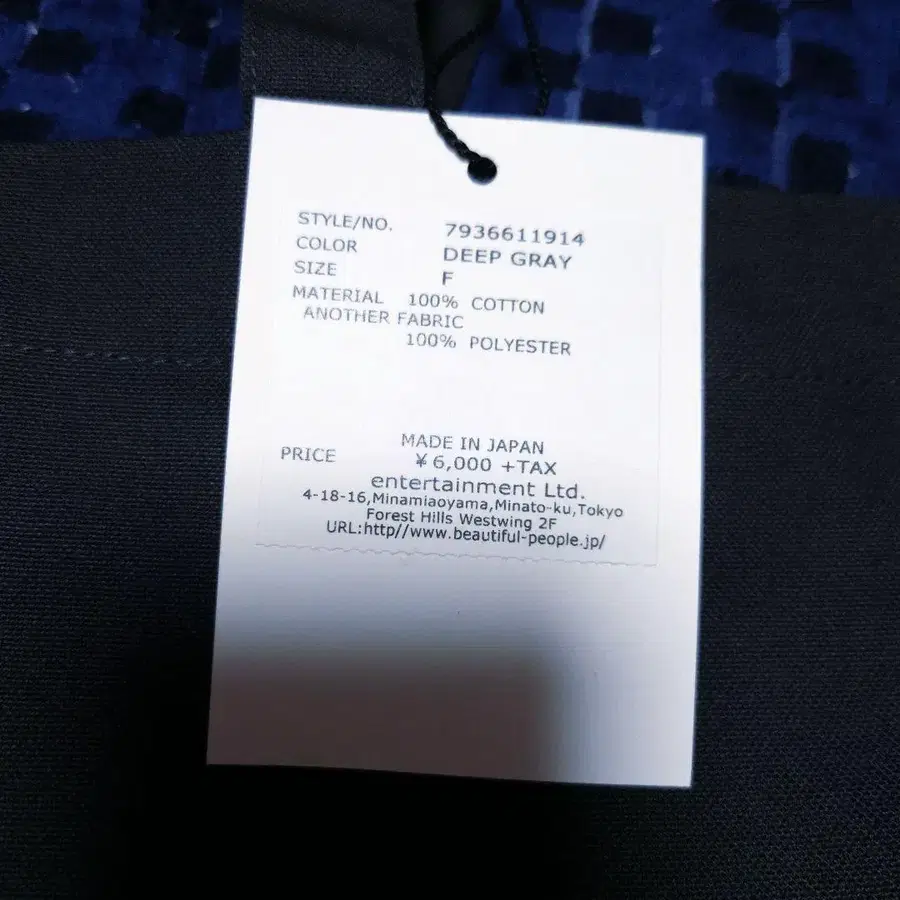 STYLE/NO. 7936611914
COLOR DEEP GRAY
SIZE F
MATERIAL 100% COTTON
ANOTHER FABRIC
100% POLYESTER
MADE IN JAPAN
PRICE ¥6,000 +TAX
entertainment Ltd.
4-18-16,Minamiaoyama,Minato-ku,Tokyo
Forest Hills Westwing 2F
URL:http//www.beautiful-people.jp/